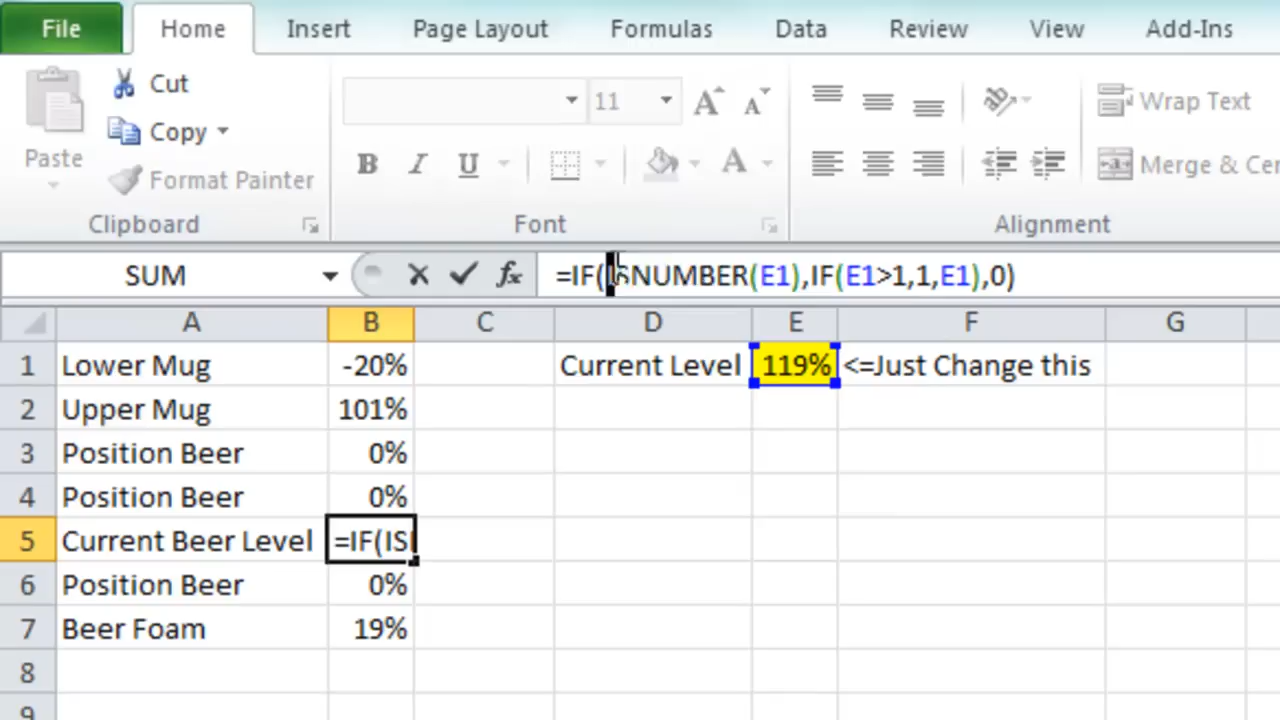 File Home Insert Page Layout Formulas Data Review View Add-Ins
Cut
Copy
Paste
Format Painter
Clipboard
11 A A
B I U A
Font
Wrap Text
Merge & Cen
Alignment
SUM fx =IF(ISNUMBER(E1),IF(E1>1,1,E1),0)
A B C D E F G
1 Lower Mug -20% Current Level 119% <=Just Change this
2 Upper Mug 101%
3 Position Beer 0%
4 Position Beer 0%
5 Current Beer Level =IF(ISI
6 Position Beer 0%
7 Beer Foam 19%
8
9